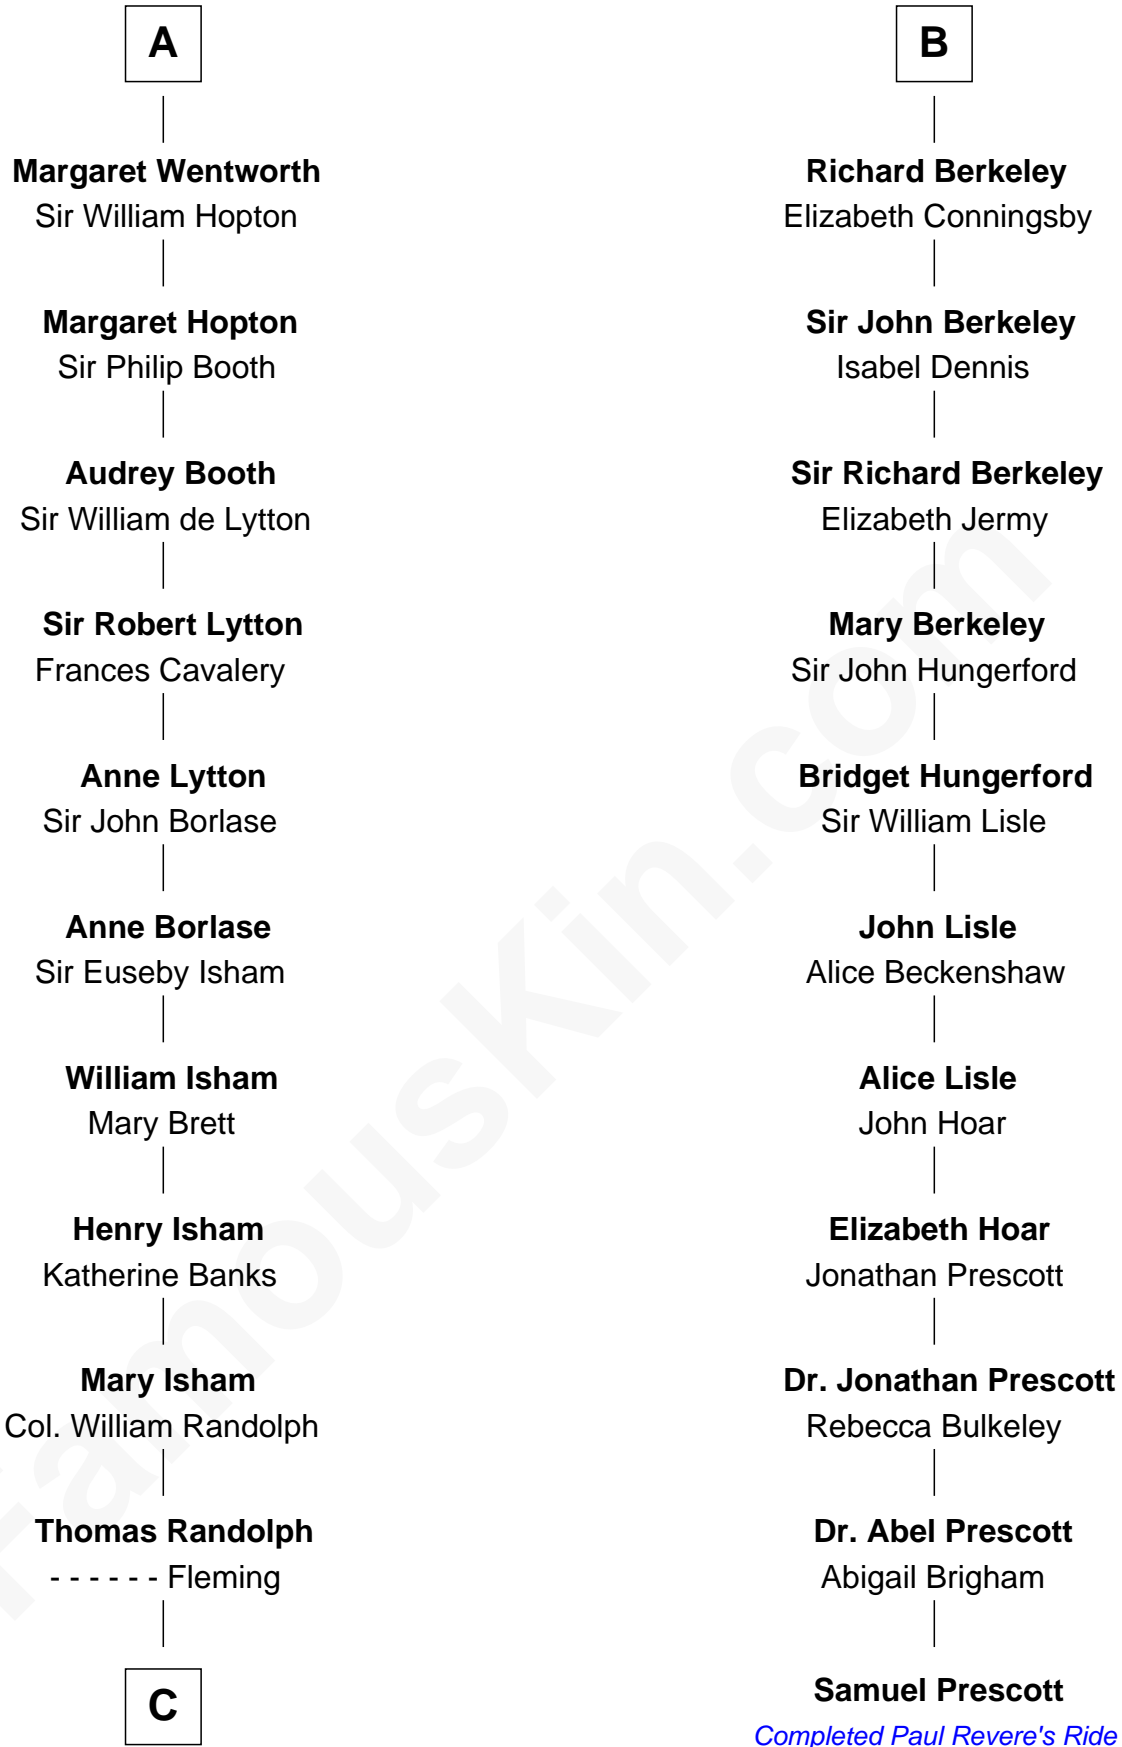 A
Margaret Wentworth
Sir William Hopton
Margaret Hopton
Sir Philip Booth
Audrey Booth
Sir William de Lytton
Sir Robert Lytton
Frances Cavalery
Anne Lytton
Sir John Borlase
Anne Borlase
Sir Euseby Isham
William Isham
Mary Brett
Henry Isham
Katherine Banks
Mary Isham
Col. William Randolph
Thomas Randolph
- - - - - - Fleming
C
B
Richard Berkeley
Elizabeth Conningsby
Sir John Berkeley
Isabel Dennis
Sir Richard Berkeley
Elizabeth Jermy
Mary Berkeley
Sir John Hungerford
Bridget Hungerford
Sir William Lisle
John Lisle
Alice Beckenshaw
Alice Lisle
John Hoar
Elizabeth Hoar
Jonathan Prescott
Dr. Jonathan Prescott
Rebecca Bulkeley
Dr. Abel Prescott
Abigail Brigham
Samuel Prescott
Completed Paul Revere's Ride
FamousKin.com